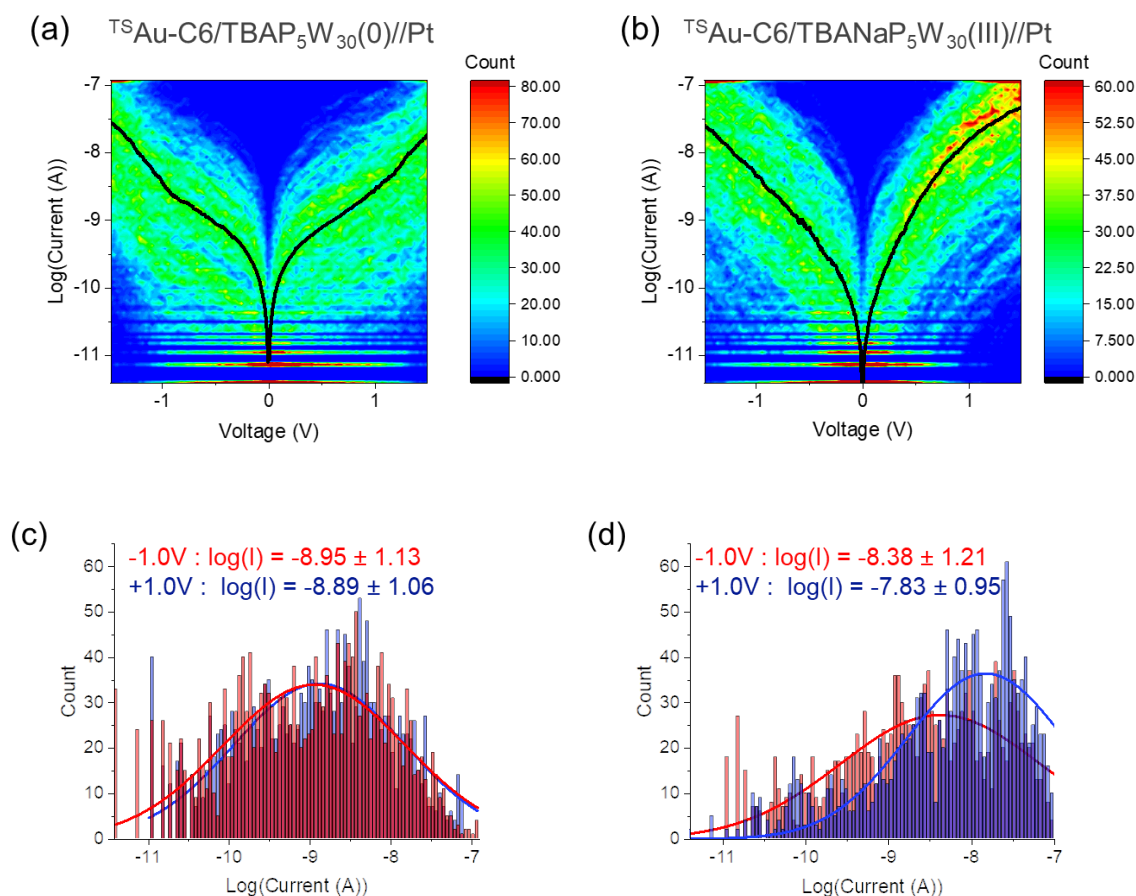 (a) ᵀˢAu-C6/TBAP₅W₃₀(0)//Pt
Count
-7
-8
-9
-10
-11
Log(Current (A))
-1 0 1
Voltage (V)
80.00
70.00
60.00
50.00
40.00
30.00
20.00
10.00
0.000
(b) ᵀˢAu-C6/TBANaP₅W₃₀(III)//Pt
Count
-7
-8
-9
-10
-11
Log(Current (A))
-1 0 1
Voltage (V)
60.00
52.50
45.00
37.50
30.00
22.50
15.00
7.500
0.000
(c)
-1.0V : log(I) = -8.95 ± 1.13
+1.0V : log(I) = -8.89 ± 1.06
60
50
40
30
20
10
0
Count
-11 -10 -9 -8 -7
Log(Current (A))
(d)
-1.0V : log(I) = -8.38 ± 1.21
+1.0V : log(I) = -7.83 ± 0.95
60
50
40
30
20
10
0
Count
-11 -10 -9 -8 -7
Log(Current (A))